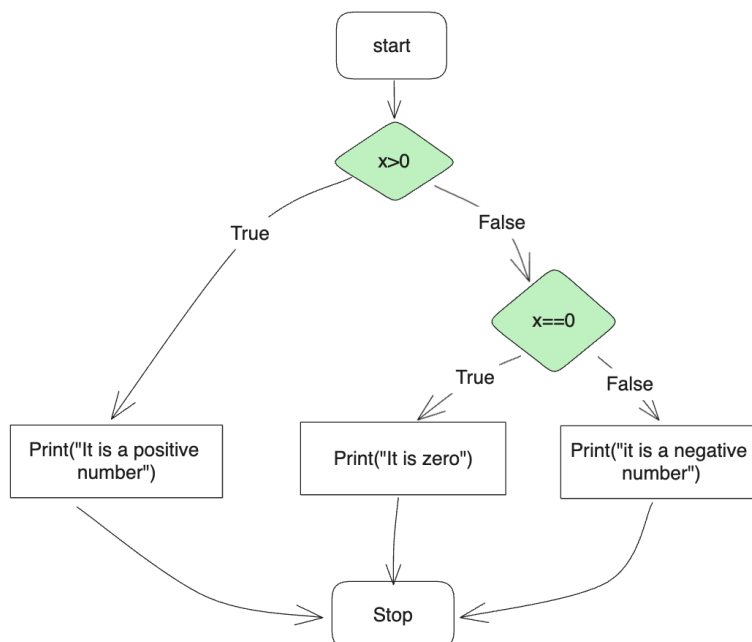 start
x>0
True
False
x==0
True
False
Print("It is a positive
number")
Print("It is zero")
Print("it is a negative
number")
Stop